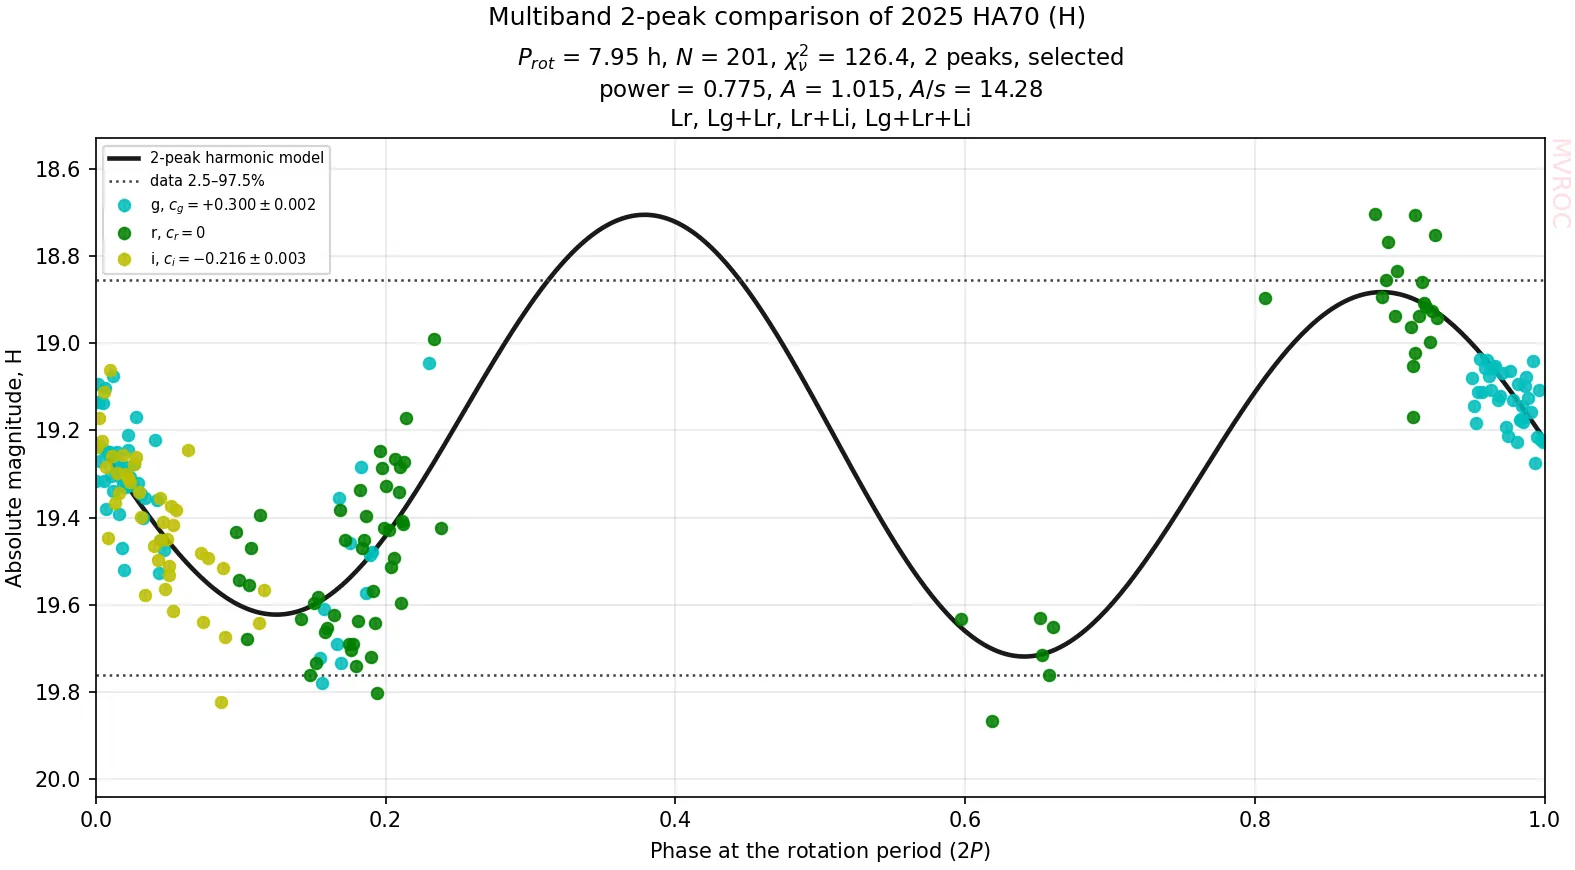 Multiband 2-peak comparison of 2025 HA70 (H)
P_rot = 7.95 h, N = 201, χ²_ν = 126.4, 2 peaks, selected
power = 0.775, A = 1.015, A/s = 14.28
Lr, Lg+Lr, Lr+Li, Lg+Lr+Li
2-peak harmonic model
data 2.5–97.5%
g, c_g = +0.300 ± 0.002
r, c_r = 0
i, c_i = −0.216 ± 0.003
MVROC
Absolute magnitude, H
18.6
18.8
19.0
19.2
19.4
19.6
19.8
20.0
0.0 0.2 0.4 0.6 0.8 1.0
Phase at the rotation period (2P)